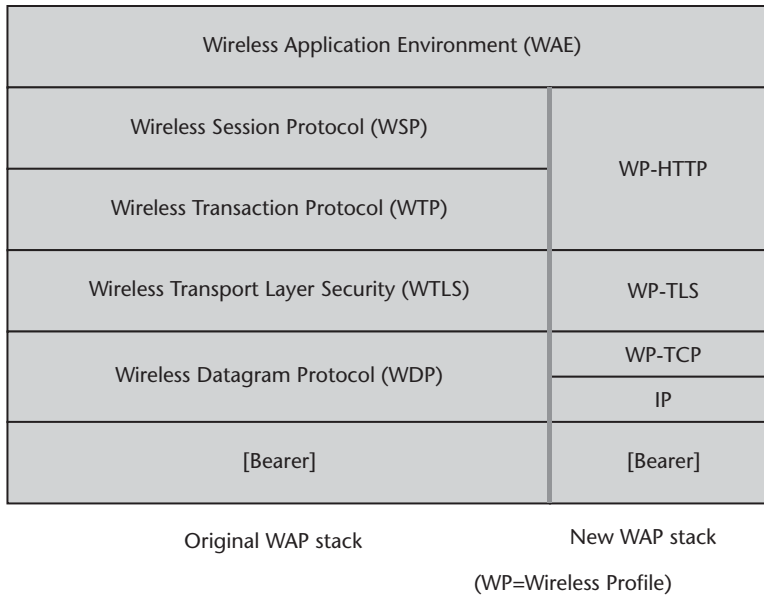 Wireless Application Environment (WAE)
Wireless Session Protocol (WSP)
WP-HTTP
Wireless Transaction Protocol (WTP)
Wireless Transport Layer Security (WTLS)
WP-TLS
WP-TCP
Wireless Datagram Protocol (WDP)
IP
[Bearer]
[Bearer]
Original WAP stack
New WAP stack
(WP=Wireless Profile)